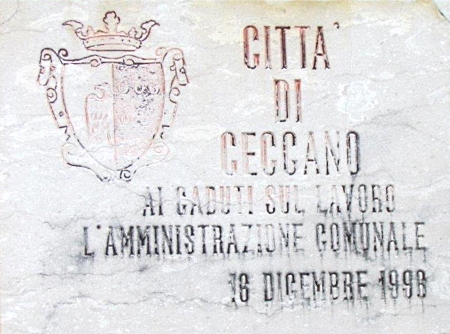 CITTA'
DI
CECCANO
AI CADUTI SUL LAVORO
L'AMMINISTRAZIONE COMUNALE
16 DICEMBRE 1996